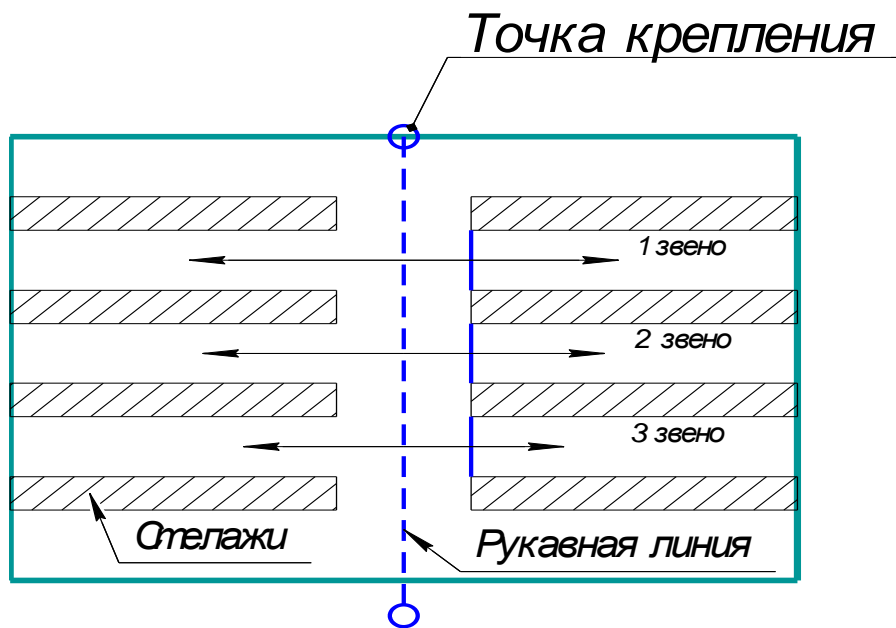 Точка крепления
1 звено
2 звено
3 звено
Стелажи
Рукавная линия